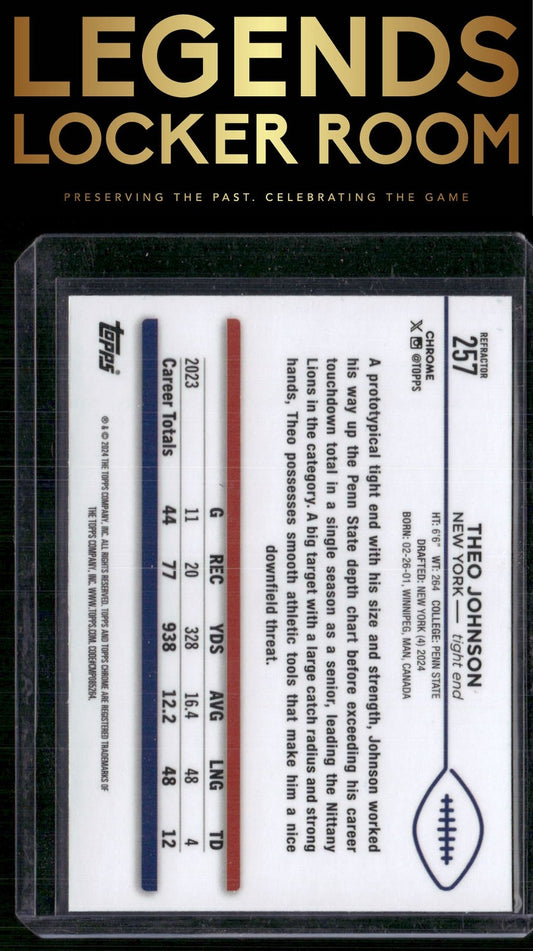 LEGENDS
LOCKER ROOM
PRESERVING THE PAST. CELEBRATING THE GAME
REFRACTOR
257
CHROME
@TOPPS
THEO JOHNSON
NEW YORK — tight end
HT: 6'6" WT: 264 COLLEGE: PENN STATE
DRAFTED: NEW YORK (4) 2024
BORN: 02-26-01, WINNIPEG, MAN, CANADA
A prototypical tight end with his size and strength, Johnson worked
his way up the Penn State depth chart before exceeding his career
touchdown total in a single season as a senior, leading the Nittany
Lions in the category. A big target with a large catch radius and strong
hands, Theo possesses smooth athletic tools that make him a nice
downfield threat.
G REC YDS AVG LNG TD
2023 11 20 328 16.4 48 4
Career Totals 44 77 938 12.2 48 12
topps®
® & © 2024 THE TOPPS COMPANY, INC. ALL RIGHTS RESERVED. TOPPS AND TOPPS CHROME ARE REGISTERED TRADEMARKS OF
THE TOPPS COMPANY, INC. WWW.TOPPS.COM.